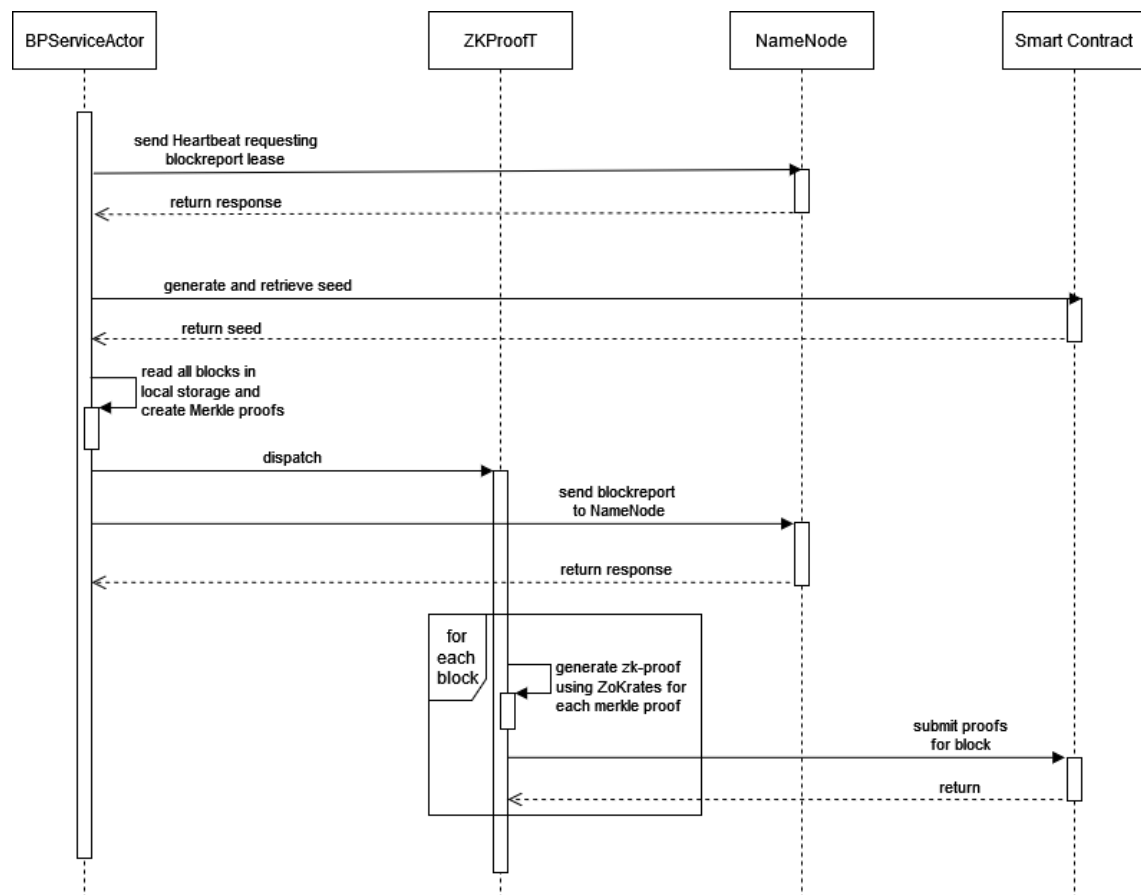 BPServiceActor
ZKProofT
NameNode
Smart Contract
send Heartbeat requesting
blockreport lease
return response
generate and retrieve seed
return seed
read all blocks in
local storage and
create Merkle proofs
dispatch
send blockreport
to NameNode
return response
for
each
block
generate zk-proof
using ZoKrates for
each merkle proof
submit proofs
for block
return